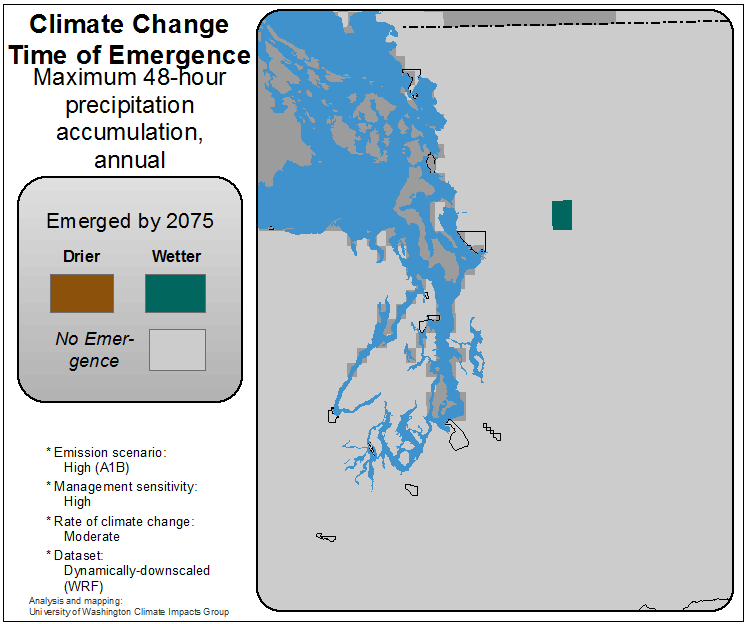 Climate Change
Time of Emergence
Maximum 48-hour
precipitation
accumulation,
annual
Emerged by 2075
Drier Wetter
No Emer-
gence
* Emission scenario:
High (A1B)
* Management sensitivity:
High
* Rate of climate change:
Moderate
* Dataset:
Dynamically-downscaled
(WRF)
Analysis and mapping:
University of Washington Climate Impacts Group